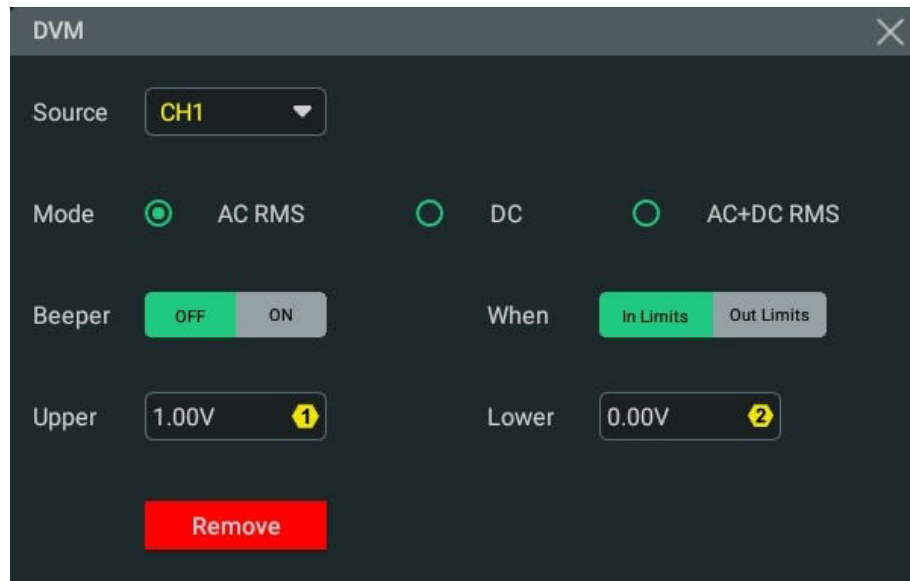 DVM
Source CH1
Mode AC RMS DC AC+DC RMS
Beeper OFF ON When In Limits Out Limits
Upper 1.00V 1 Lower 0.00V 2
Remove